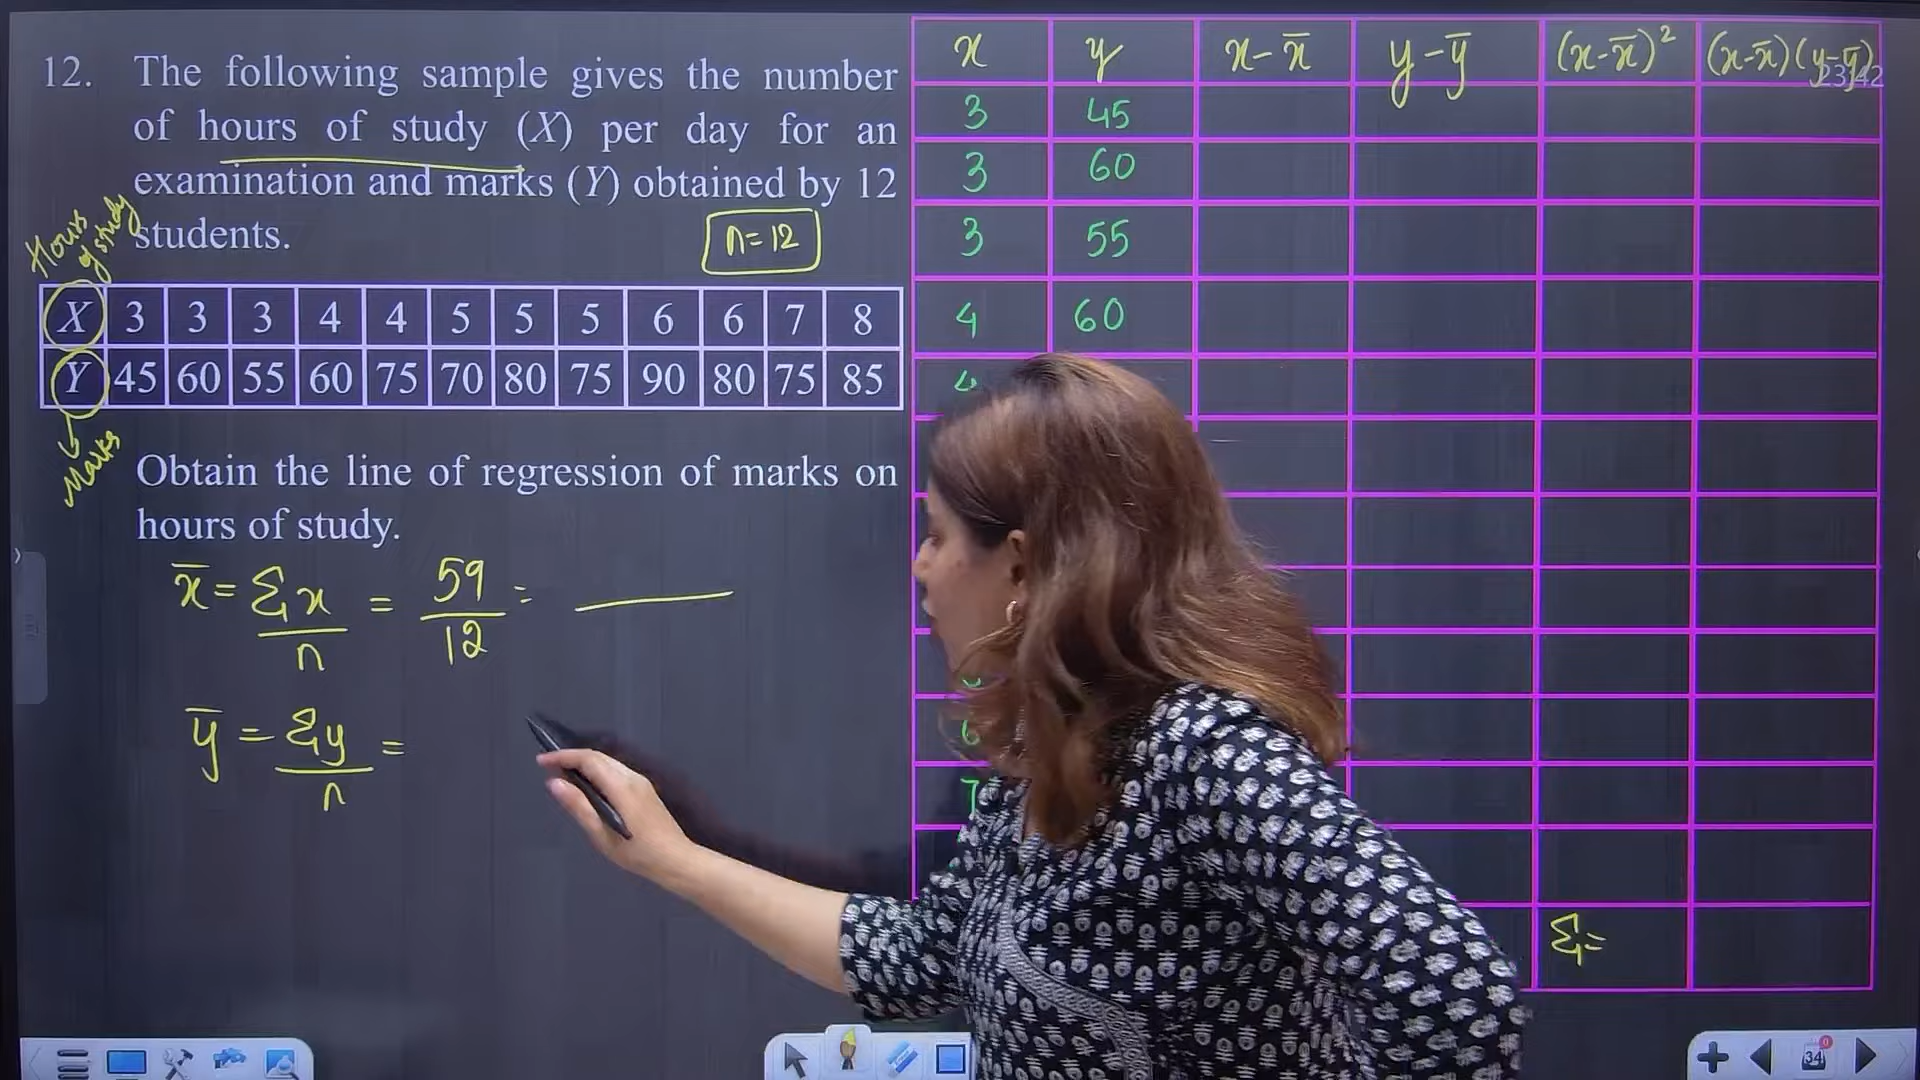 12. The following sample gives the number
of hours of study (X) per day for an
examination and marks (Y) obtained by 12
students.
n=12
Hours of study
X 3 3 3 4 4 5 5 5 6 6 7 8
Y 45 60 55 60 75 70 80 75 90 80 75 85
Marks
Obtain the line of regression of marks on
hours of study.
x̄ = Σx/n = 59/12 =
ȳ = Σy/n =
x y x-x̄ y-ȳ (x-x̄)² (x-x̄)(y-ȳ)
3 45
3 60
3 55
4 60
7
Σ=
34
0